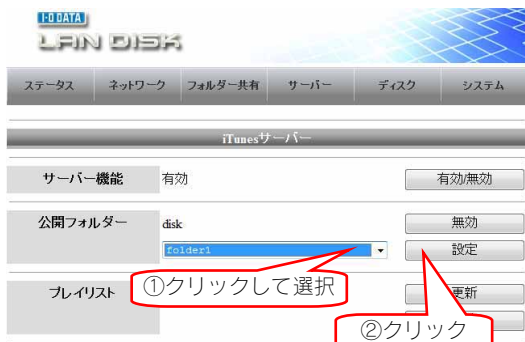 I-O DATA
LAN DISK
ステータス ネットワーク フォルダー共有 サーバー ディスク システム
iTunesサーバー
サーバー機能 有効 有効/無効
公開フォルダー disk 無効
folder1 設定
①クリックして選択
プレイリスト 更新
②クリック